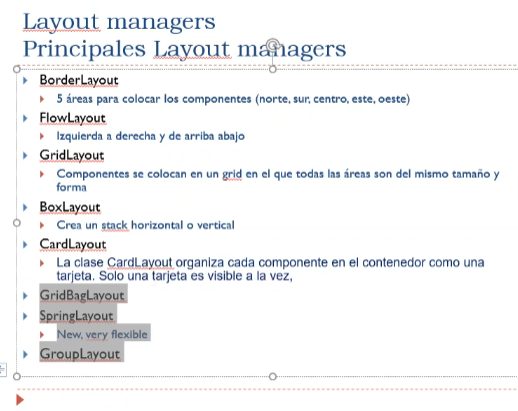 Layout managers
Principales Layout managers
BorderLayout
5 áreas para colocar los componentes (norte, sur, centro, este, oeste)
FlowLayout
Izquierda a derecha y de arriba abajo
GridLayout
Componentes se colocan en un grid en el que todas las áreas son del mismo tamaño y
forma
BoxLayout
Crea un stack horizontal o vertical
CardLayout
La clase CardLayout organiza cada componente en el contenedor como una
tarjeta. Solo una tarjeta es visible a la vez,
GridBagLayout
SpringLayout
New, very flexible
GroupLayout